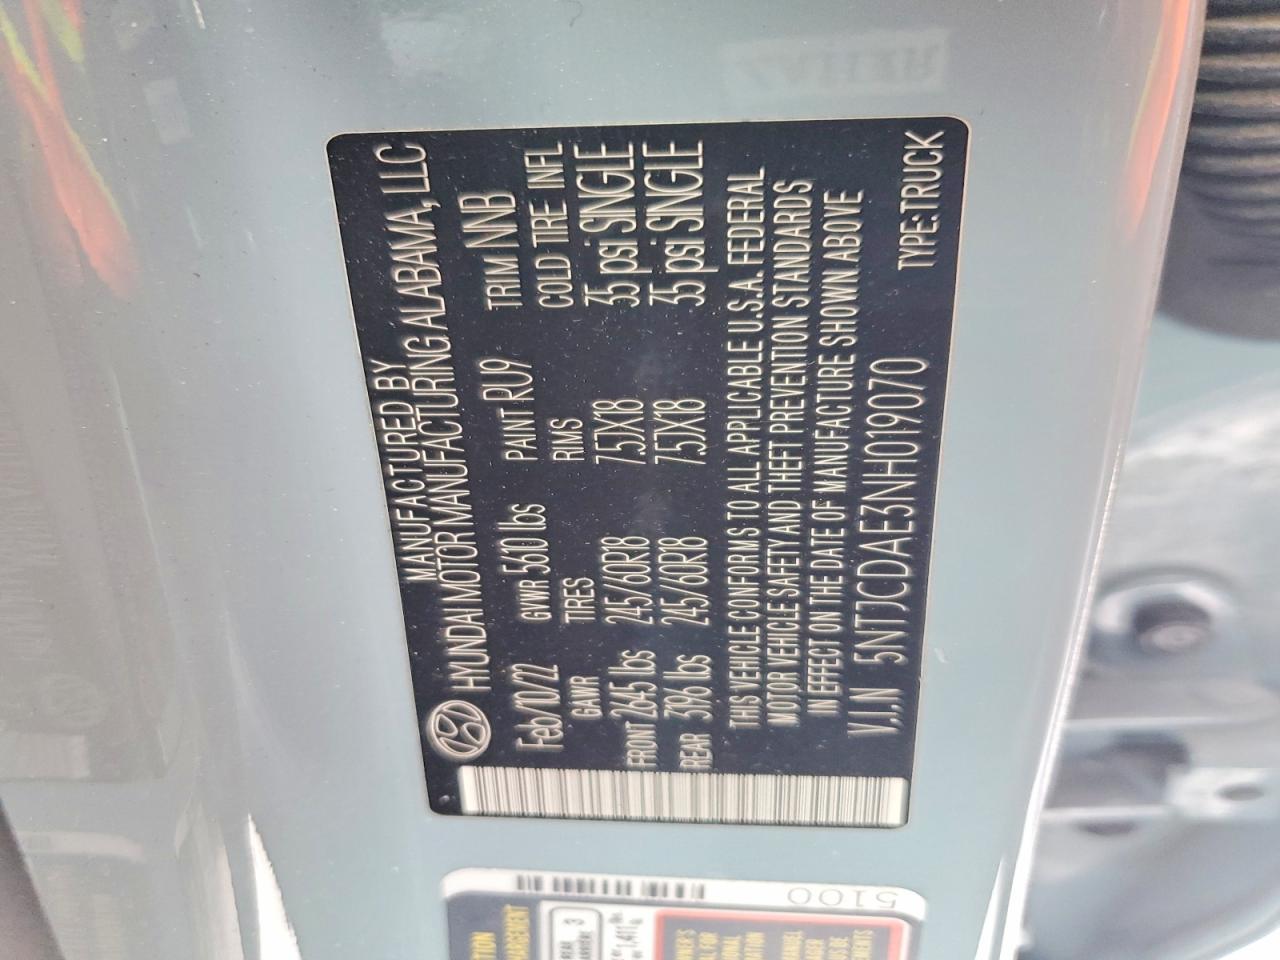 MANUFACTURED BY
HYUNDAI MOTOR MANUFACTURING ALABAMA, LLC
Feb/10/22 GVWR 5610 lbs PAINT RU9 TRIM NNB
GAWR TIRES RIMS COLD TIRE INFL
FRONT 2645 lbs 245/60R18 7.5JX18 35 psi SINGLE
REAR 3196 lbs 245/60R18 7.5JX18 35 psi SINGLE
THIS VEHICLE CONFORMS TO ALL APPLICABLE U.S.A. FEDERAL
MOTOR VEHICLE SAFETY AND THEFT PREVENTION STANDARDS
IN EFFECT ON THE DATE OF MANUFACTURE SHOWN ABOVE
V.I.N 5NTJCDAE3NH019070 TYPE: TRUCK
5100
REAR 3